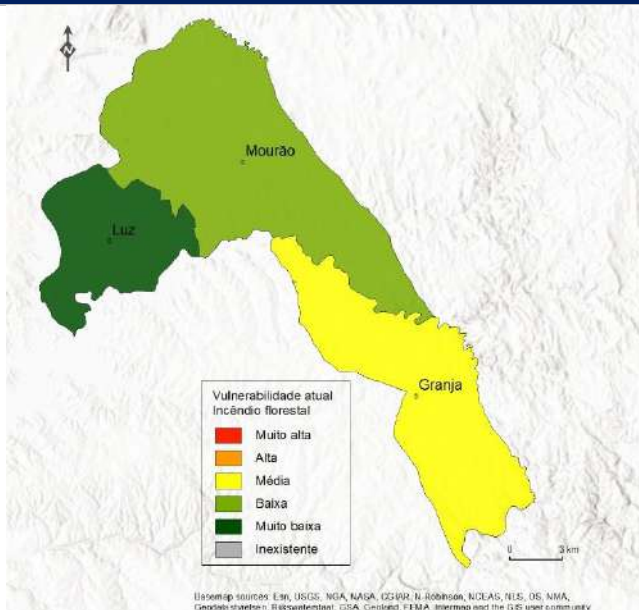 N
Mourão
Luz
Granja
Vulnerabilidade atual
Incêndio florestal
Muito alta
Alta
Média
Baixa
Muito baixa
Inexistente
0 3 km
Basemap sources: Esri, USGS, NGA, NASA, CGIAR, N Robinson, NCEAS, NLS, OS, NMA,
Geodatastyrelsen, Rijkswaterstaat, GSA, Geoland, FEMA, Intermap and the GIS user community